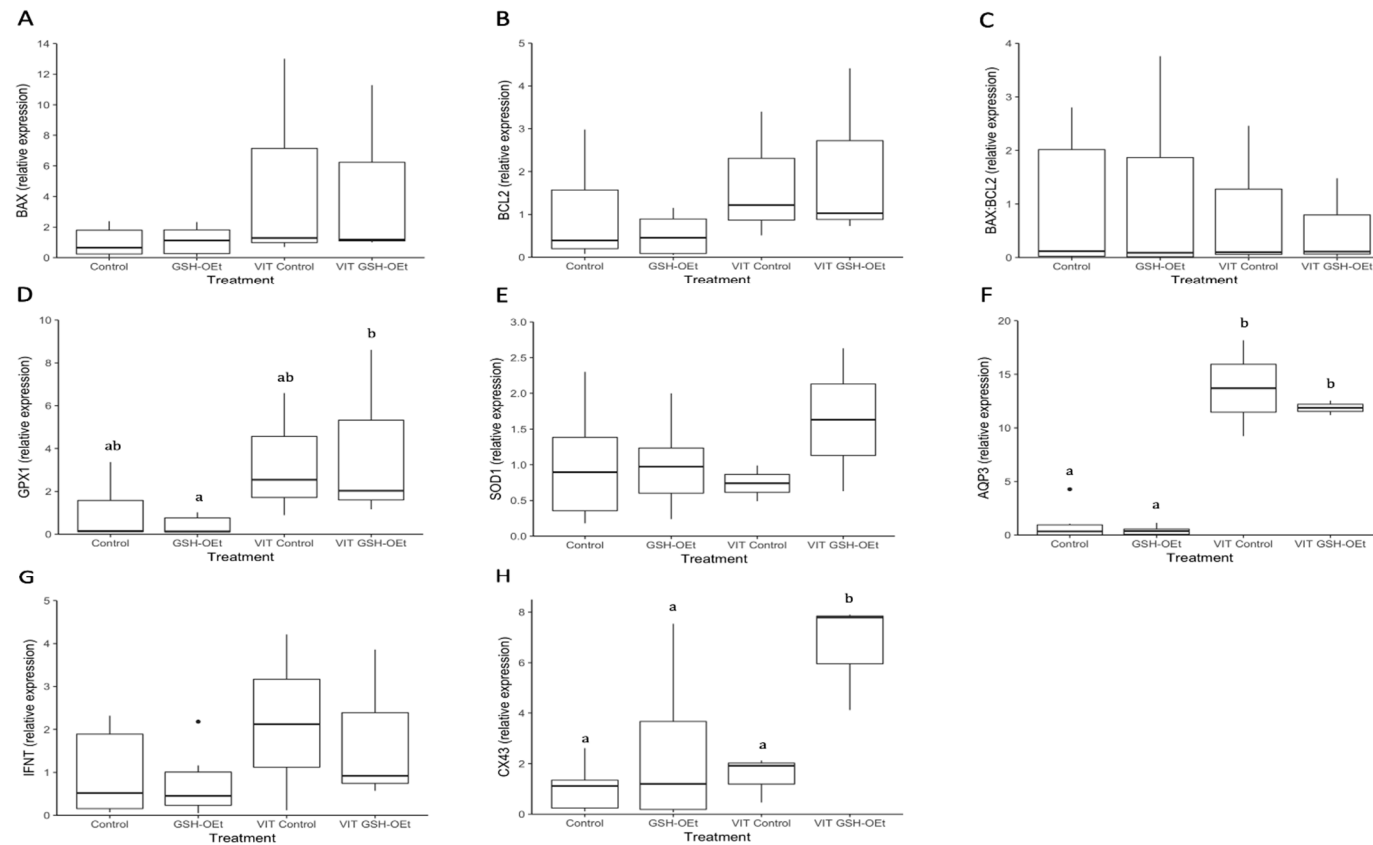 A
BAX (relative expression)
14
12
10
8
6
4
2
0
Control GSH-OEt VIT Control VIT GSH-OEt
Treatment
B
BCL2 (relative expression)
5
4
3
2
1
0
Control GSH-OEt VIT Control VIT GSH-OEt
Treatment
C
BAX:BCL2 (relative expression)
4
3
2
1
0
Control GSH-OEt VIT Control VIT GSH-OEt
Treatment
D
GPX1 (relative expression)
10
8
6
4
2
0
ab a ab b
Control GSH-OEt VIT Control VIT GSH-OEt
Treatment
E
SOD1 (relative expression)
3.0
2.5
2.0
1.5
1.0
0.5
0.0
Control GSH-OEt VIT Control VIT GSH-OEt
Treatment
F
AQP3 (relative expression)
20
15
10
5
0
a a b b
Control GSH-OEt VIT Control VIT GSH-OEt
Treatment
G
IFNT (relative expression)
5
4
3
2
1
0
Control GSH-OEt VIT Control VIT GSH-OEt
Treatment
H
CX43 (relative expression)
8
6
4
2
0
a a a b
Control GSH-OEt VIT Control VIT GSH-OEt
Treatment